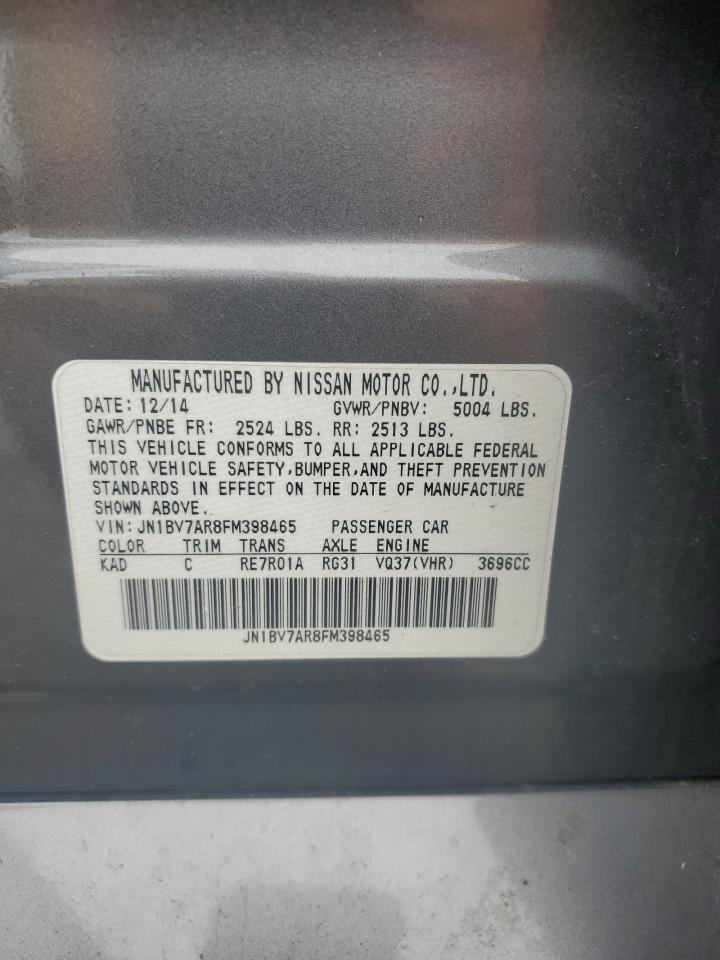 MANUFACTURED BY NISSAN MOTOR CO.,LTD.
DATE: 12/14 GVWR/PNBV: 5004 LBS.
GAWR/PNBE FR: 2524 LBS. RR: 2513 LBS.
THIS VEHICLE CONFORMS TO ALL APPLICABLE FEDERAL
MOTOR VEHICLE SAFETY,BUMPER,AND THEFT PREVENTION
STANDARDS IN EFFECT ON THE DATE OF MANUFACTURE
SHOWN ABOVE.
VIN: JN1BV7AR8FM398465 PASSENGER CAR
COLOR TRIM TRANS AXLE ENGINE
KAD C RE7R01A RG31 VQ37(VHR) 3696CC
JN1BV7AR8FM398465